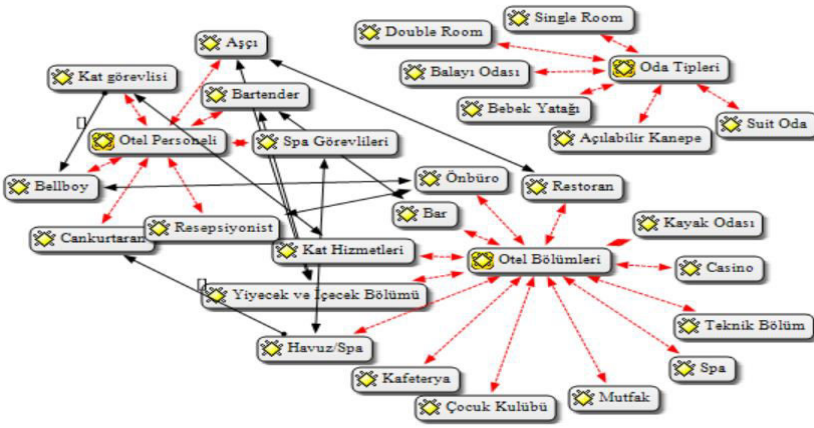 Single Room
Double Room
Aşçı
Oda Tipleri
Balayı Odası
Kat görevlisi
Bartender
Bebek Yatağı
Suit Oda
[]
Otel Personeli
Spa Görevlileri
Açılabilir Kanepe
Bellboy
Önbüro
Restoran
Bar
Kayak Odası
Resepsiyonist
Cankurtaran
Kat Hizmetleri
Otel Bölümleri
Casino
[]
Yiyecek ve İçecek Bölümü
Teknik Bölüm
Havuz/Spa
Spa
Kafeterya
Mutfak
Çocuk Kulübü